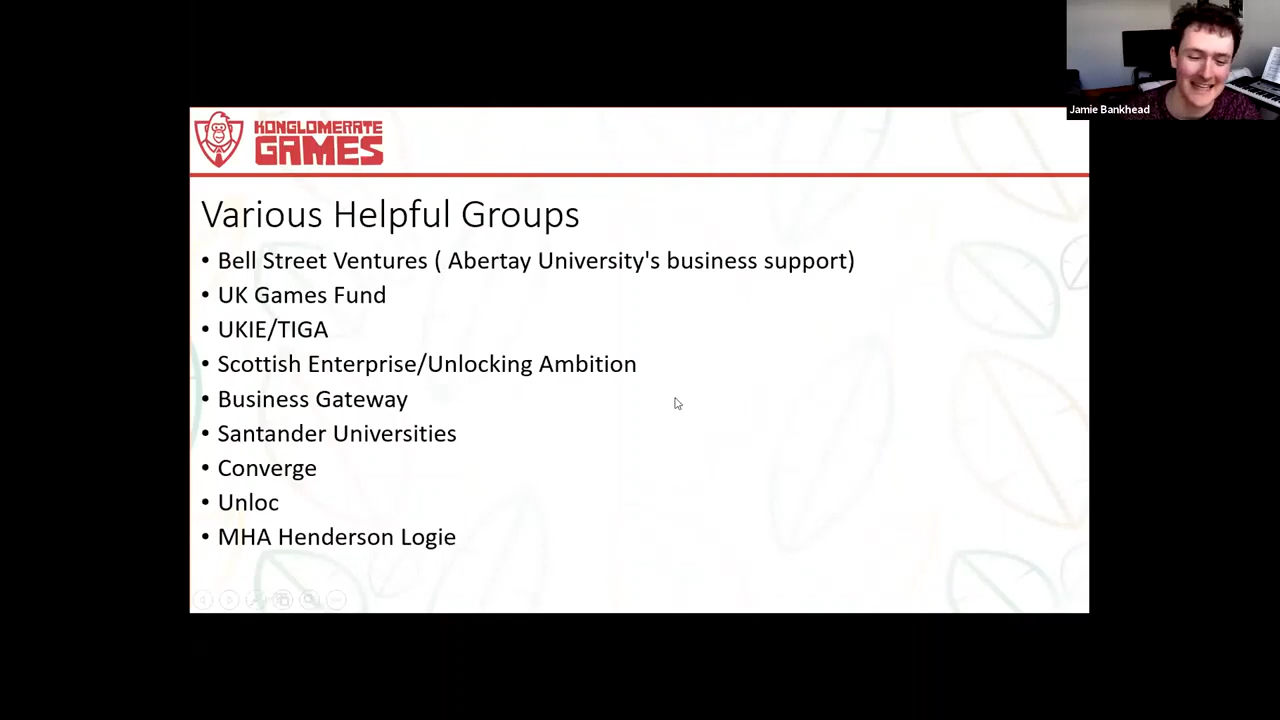 Jamie Bankhead
KONGLOMERATE
GAMES
Various Helpful Groups
• Bell Street Ventures ( Abertay University's business support)
• UK Games Fund
• UKIE/TIGA
• Scottish Enterprise/Unlocking Ambition
• Business Gateway
• Santander Universities
• Converge
• Unloc
• MHA Henderson Logie